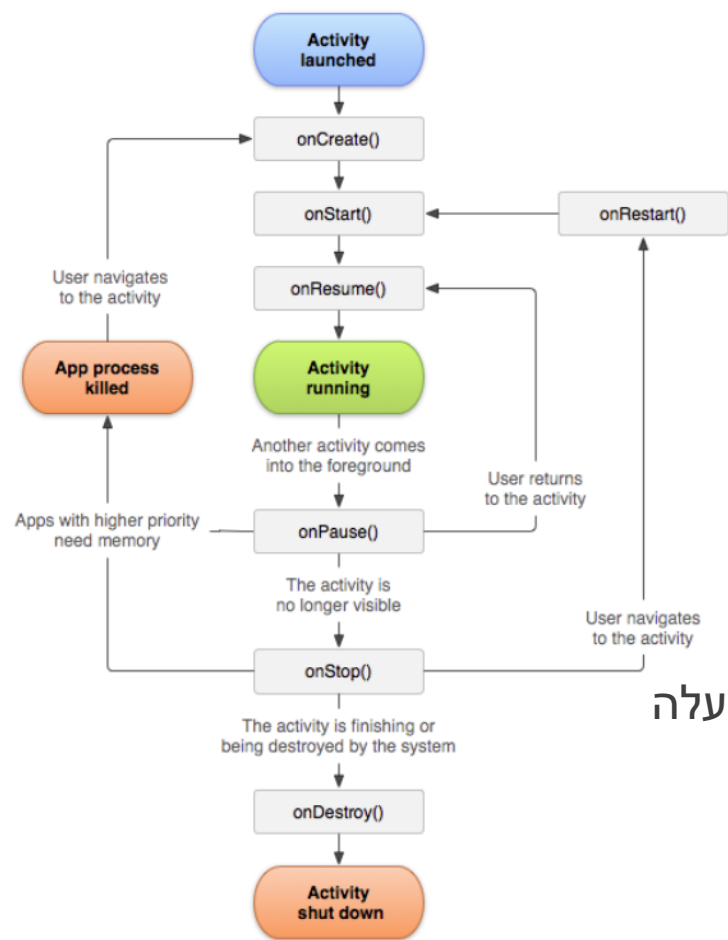 Activity
launched
onCreate()
onStart()
onRestart()
User navigates
to the activity
onResume()
App process
killed
Activity
running
Another activity comes
into the foreground
User returns
to the activity
Apps with higher priority
need memory
onPause()
The activity is
no longer visible
User navigates
to the activity
onStop()
עלה
The activity is finishing or
being destroyed by the system
onDestroy()
Activity
shut down